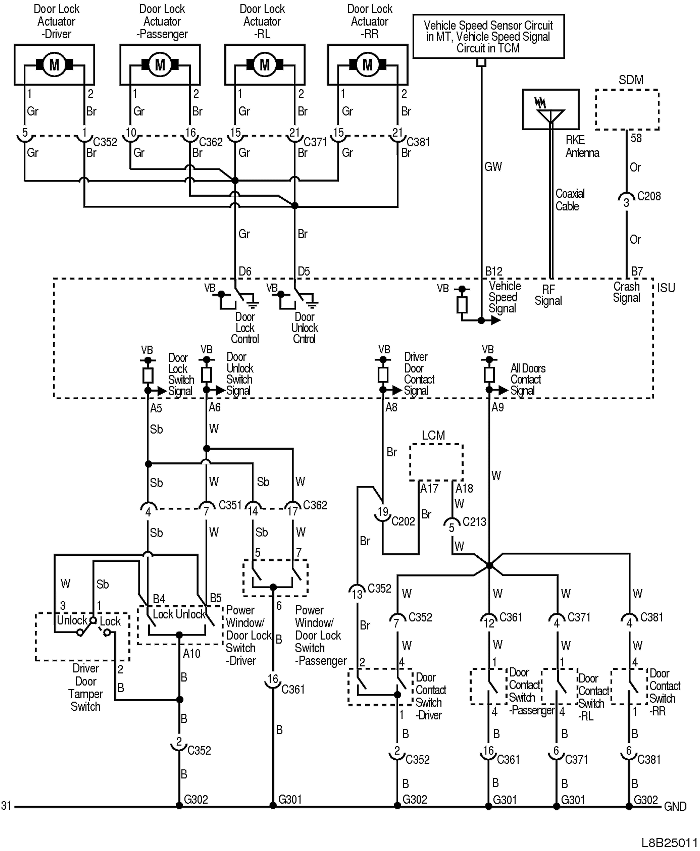 Door Lock
Actuator
-Driver
Door Lock
Actuator
-Passenger
Door Lock
Actuator
-RL
Door Lock
Actuator
-RR
Vehicle Speed Sensor Circuit
in MT, Vehicle Speed Signal
Circuit in TCM
M
M
M
M
SDM
1 2 1 2 1 2 1 2
Gr Br Gr Br Gr Br Gr Br
RKE
Antenna
58
5 1 C352 10 16 C362 15 21 C371 15 21 C381
Gr Br Gr Br Gr Br Gr Br
GW
Or
Coaxial
Cable
3 C208
Gr Br
Or
D6 D5 B12 B7
ISU
VB VB VB
Vehicle
Speed
Signal
RF
Signal
Crash
Signal
Door
Lock
Control
Door
Unlock
Cntrol
VB VB VB VB
Door
Lock
Switch
Signal
Door
Unlock
Switch
Signal
Driver
Door
Contact
Signal
All Doors
Contact
Signal
A5 A6 A8 A9
Sb W
LCM
Br
W
Sb W Sb W
A17 A18
W
4 7 C351 14 17 C362
19 C202
Br
5 C213
Sb W Sb W
Br
W
5 7
W Sb
C352
13
W W W W
3 1
B4 B5
6
Unlock Lock
Lock Unlock
Power
Window/
Door Lock
Switch
-Driver
Power
Window/
Door Lock
Switch
-Passenger
7 C352 12 C361 4 C371 4 C381
Br W W W W
2 4 1 1 4
A10
2
B
Driver
Door
Tamper
Switch
B
B
16 C361
Door
Contact
Switch
-Driver
Door
Contact
Switch
-Passenger
Door
Contact
Switch
-RL
Door
Contact
Switch
-RR
1 4 4 1
B
B B B B
2 C352
2 C352 16 C361 6 C371 6 C381
B B B B B B
31 G302 G301 G302 G301 G301 G302 GND
L8B25011